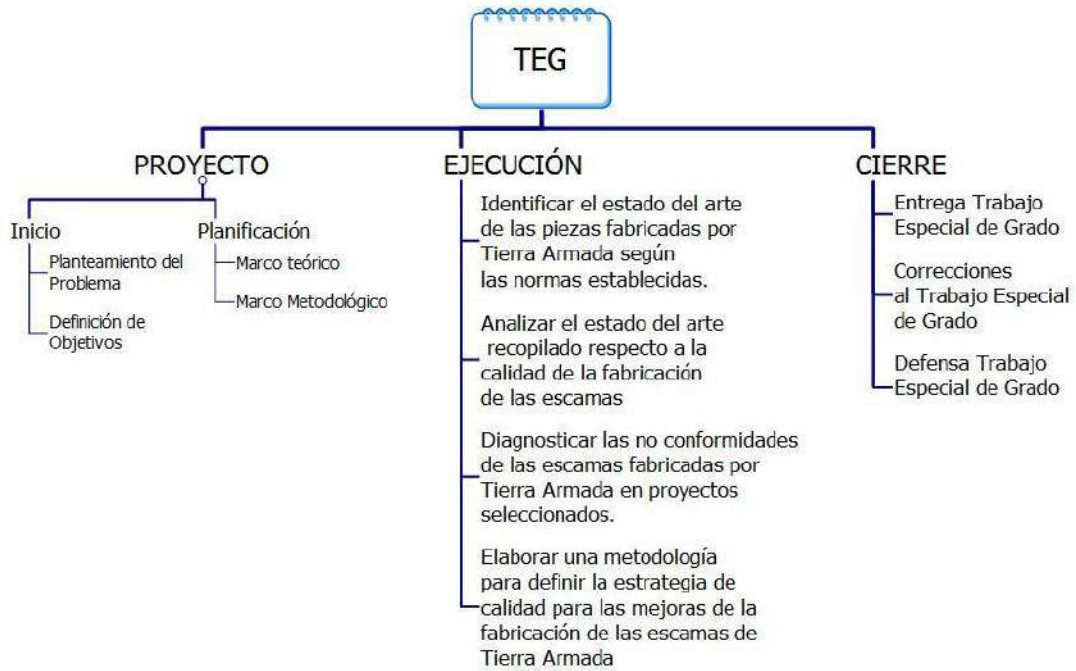 TEG
PROYECTO
Inicio
Planteamiento del
Problema
Definición de
Objetivos
Planificación
Marco teórico
Marco Metodológico
EJECUCIÓN
Identificar el estado del arte
de las piezas fabricadas por
Tierra Armada según
las normas establecidas.
Analizar el estado del arte
recopilado respecto a la
calidad de la fabricación
de las escamas
Diagnosticar las no conformidades
de las escamas fabricadas por
Tierra Armada en proyectos
seleccionados.
Elaborar una metodología
para definir la estrategia de
calidad para las mejoras de la
fabricación de las escamas de
Tierra Armada
CIERRE
Entrega Trabajo
Especial de Grado
Correcciones
al Trabajo Especial
de Grado
Defensa Trabajo
Especial de Grado